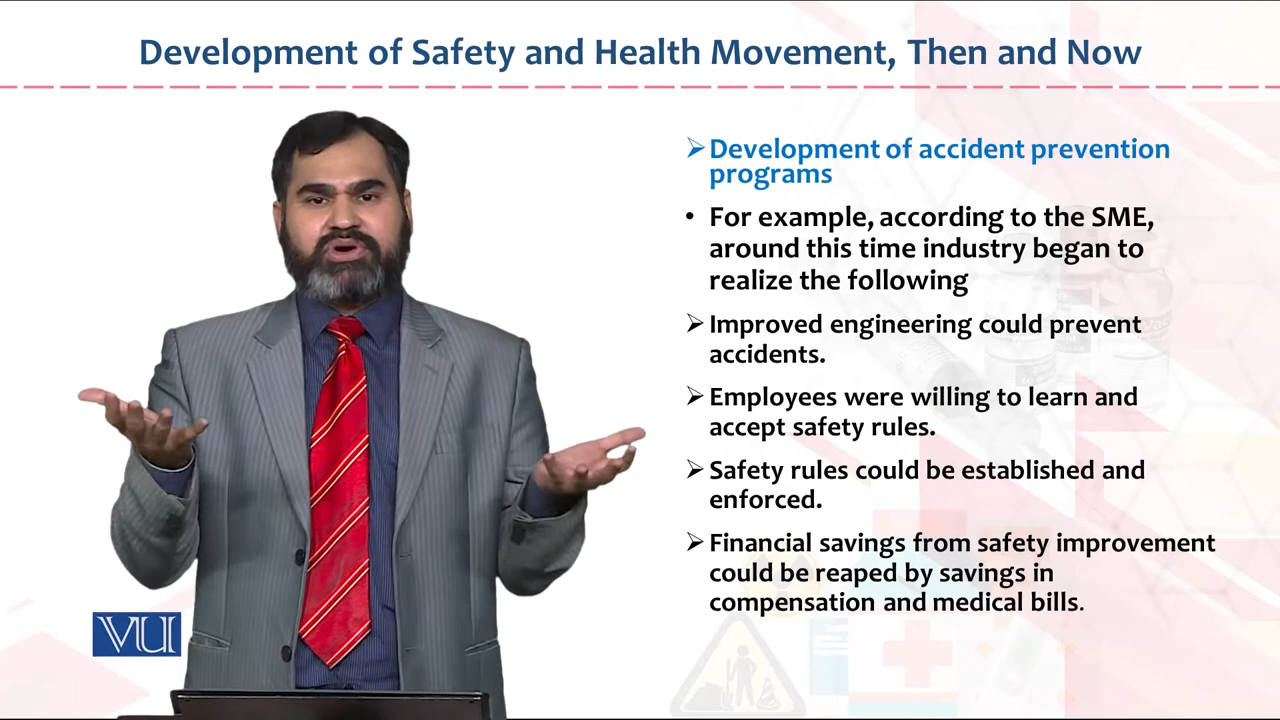 Development of Safety and Health Movement, Then and Now
➢Development of accident prevention
programs
• For example, according to the SME,
around this time industry began to
realize the following
➢Improved engineering could prevent
accidents.
➢Employees were willing to learn and
accept safety rules.
➢Safety rules could be established and
enforced.
➢Financial savings from safety improvement
could be reaped by savings in
compensation and medical bills.
VU